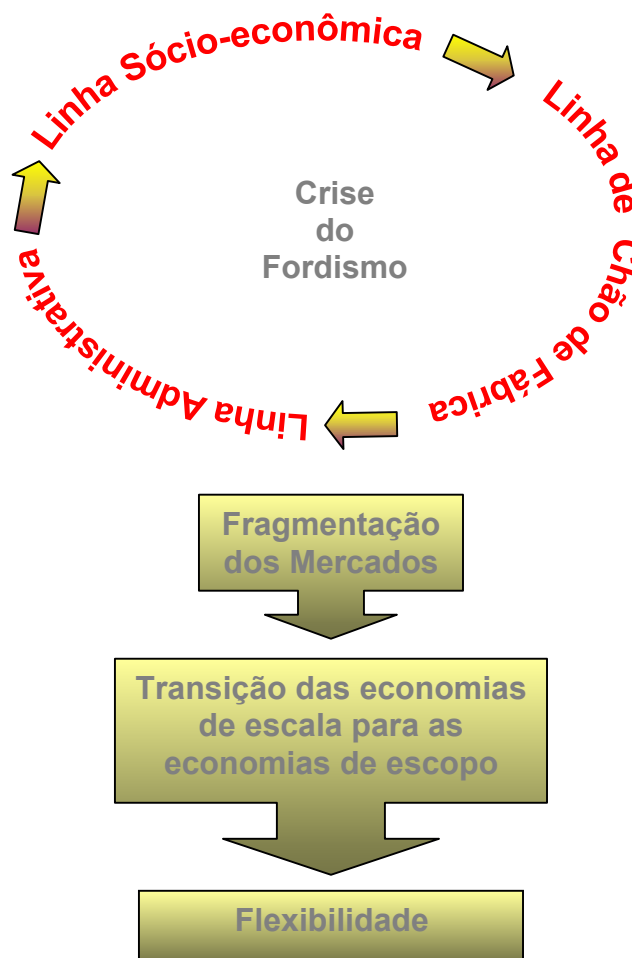 Linha Sócio-econômica
Linha de Chão de Fábrica
Linha Administrativa
Crise
do
Fordismo
Fragmentação
dos Mercados
Transição das economias
de escala para as
economias de escopo
Flexibilidade